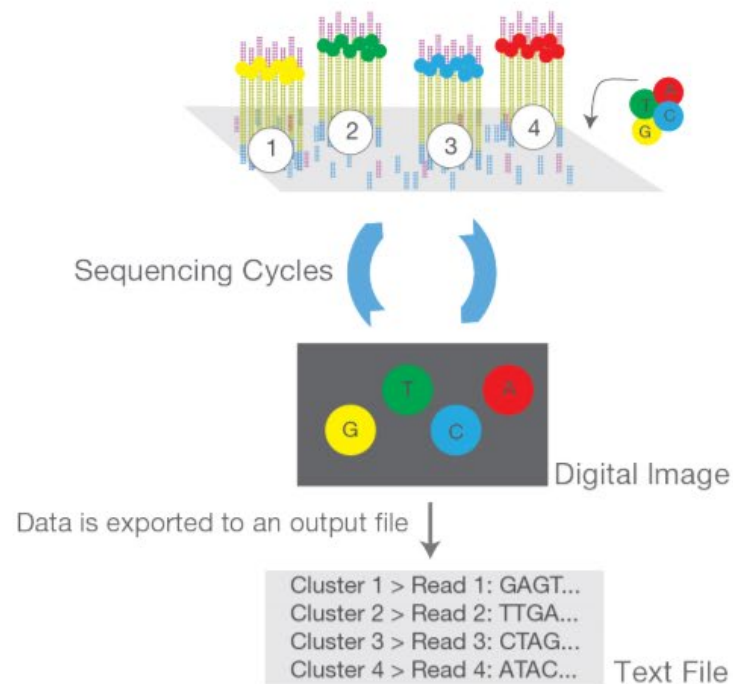 1
2
3
4
A
T
C
G
Sequencing Cycles
T
A
G
C
Digital Image
Data is exported to an output file
Cluster 1 > Read 1: GAGT...
Cluster 2 > Read 2: TTGA...
Cluster 3 > Read 3: CTAG...
Cluster 4 > Read 4: ATAC...
Text File